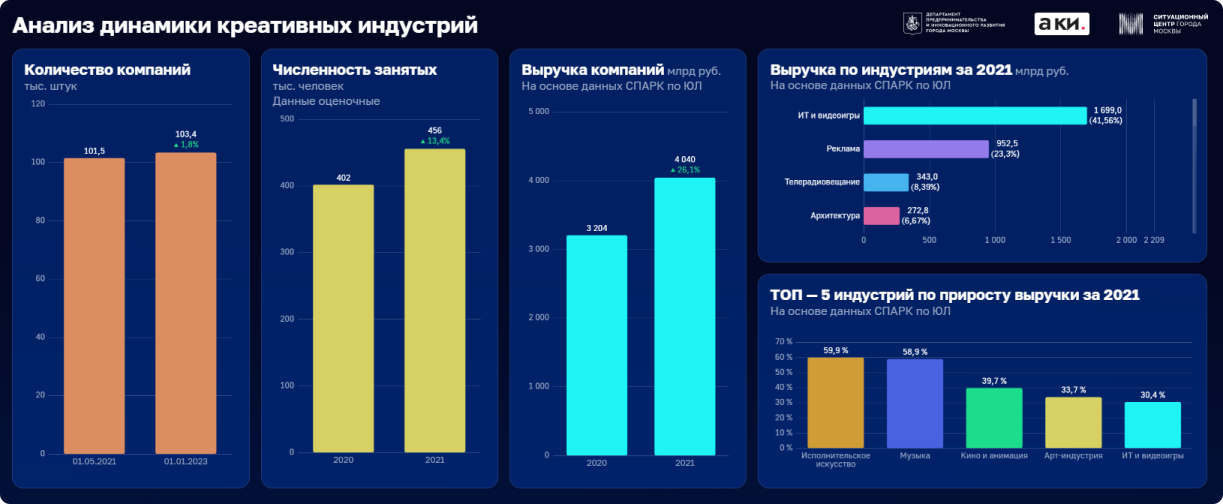 Анализ динамики креативных индустрий
ДЕПАРТАМЕНТ
ПРЕДПРИНИМАТЕЛЬСТВА
И ИННОВАЦИОННОГО РАЗВИТИЯ
ГОРОДА МОСКВЫ
аки.
СИТУАЦИОННЫЙ
ЦЕНТР ГОРОДА
МОСКВЫ
Количество компаний
тыс. штук
120
100
80
60
40
20
0
101,5
103,4
▲ 1,8%
01.05.2021
01.01.2023
Численность занятых
тыс. человек
Данные оценочные
500
400
300
200
100
0
402
456
▲ 13,4%
2020
2021
Выручка компаний млрд руб.
На основе данных СПАРК по ЮЛ
5 000
4 000
3 000
2 000
1 000
0
3 204
4 040
▲ 26,1%
2020
2021
Выручка по индустриям за 2021 млрд руб.
На основе данных СПАРК по ЮЛ
ИТ и видеоигры
1 699,0
(41,56%)
Реклама
952,5
(23,3%)
Телерадиовещание
343,0
(8,39%)
Архитектура
272,8
(6,67%)
0
500
1 000
1 500
2 000
2 209
ТОП — 5 индустрий по приросту выручки за 2021
На основе данных СПАРК по ЮЛ
70 %
60 %
50 %
40 %
30 %
20 %
10 %
0 %
59,9 %
58,9 %
39,7 %
33,7 %
30,4 %
Исполнительское
искусство
Музыка
Кино и анимация
Арт-индустрия
ИТ и видеоигры